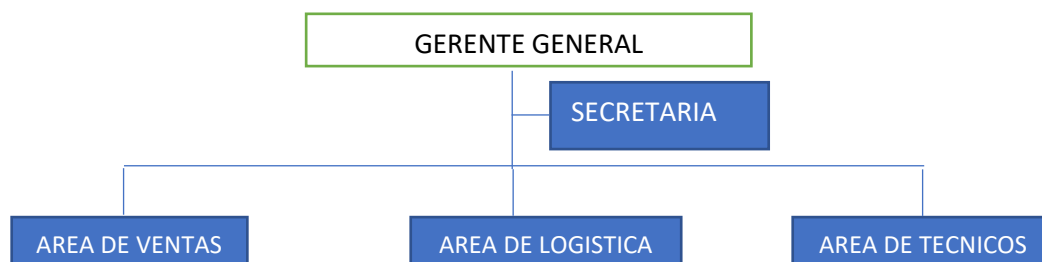 GERENTE GENERAL
SECRETARIA
AREA DE VENTAS
AREA DE LOGISTICA
AREA DE TECNICOS